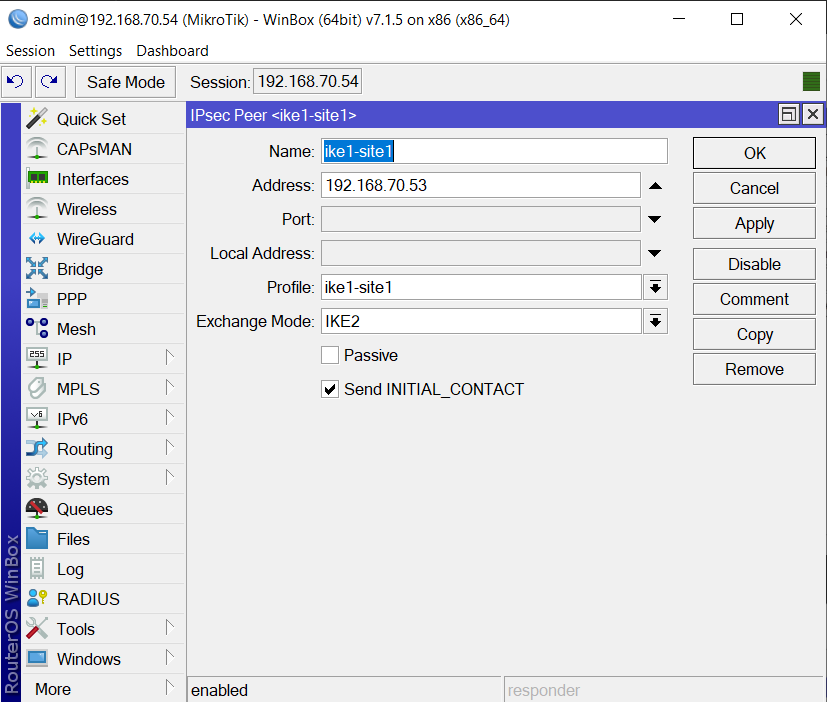 admin@192.168.70.54 (MikroTik) - WinBox (64bit) v7.1.5 on x86 (x86_64)
Session Settings Dashboard
Safe Mode Session: 192.168.70.54
Quick Set
CAPsMAN
Interfaces
Wireless
WireGuard
Bridge
PPP
Mesh
255
IP
MPLS
v6
IPv6
Routing
System
Queues
Files
Log
RADIUS
Tools
Windows
More
RouterOS WinBox
IPsec Peer <ike1-site1>
Name: ike1-site1
Address: 192.168.70.53
Port:
Local Address:
Profile: ike1-site1
Exchange Mode: IKE2
Passive
Send INITIAL_CONTACT
OK
Cancel
Apply
Disable
Comment
Copy
Remove
enabled
responder